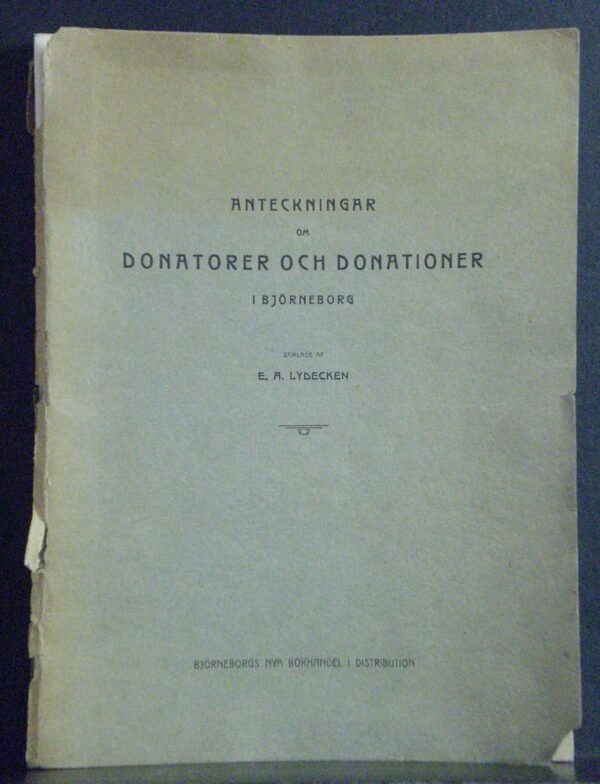 ANTECKNINGAR
OM
DONATORER OCH DONATIONER
I BJÖRNEBORG
SAMLADE AF
E. A. LYDECKEN
BJÖRNEBORGS NYA BOKHANDEL I DISTRIBUTION